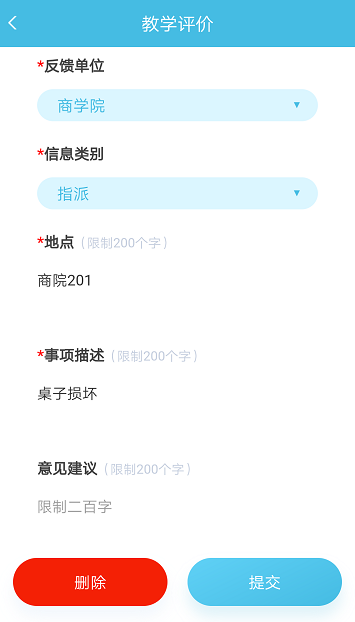 教学评价
*反馈单位
商学院
*信息类别
指派
*地点（限制200个字）
商院201
*事项描述（限制200个字）
桌子损坏
意见建议（限制200个字）
限制二百字
删除
提交